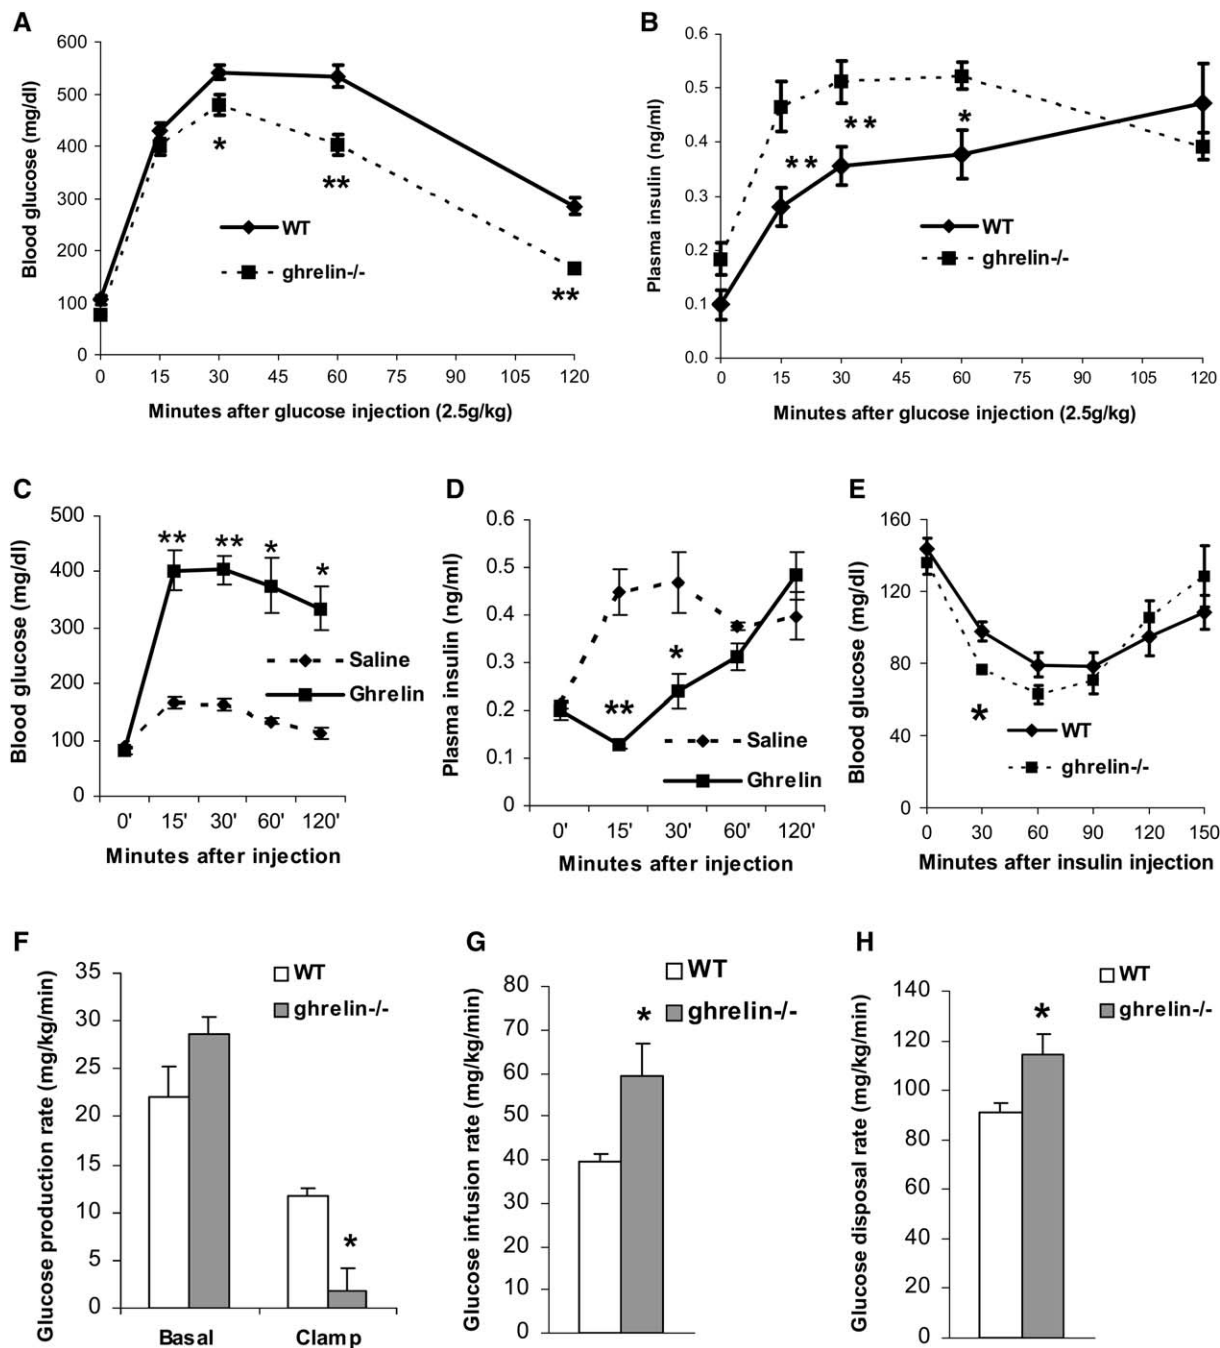 A
Blood glucose (mg/dl)
600
500
400
300
200
100
0
*
**
**
WT
ghrelin-/-
0 15 30 45 60 75 90 105 120
Minutes after glucose injection (2.5g/kg)
B
Plasma insulin (ng/ml)
0.6
0.5
0.4
0.3
0.2
0.1
0.0
**
**
*
WT
ghrelin-/-
0 15 30 45 60 75 90 105 120
Minutes after glucose injection (2.5g/kg)
C
Blood glucose (mg/dl)
500
400
300
200
100
0
** ** * *
Saline
Ghrelin
0' 15' 30' 60' 120'
Minutes after injection
D
Plasma insulin (ng/ml)
0.6
0.5
0.4
0.3
0.2
0.1
0
*
**
Saline
Ghrelin
0' 15' 30' 60' 120'
Minutes after injection
E
Blood glucose (mg/dl)
160
120
80
40
0
*
WT
ghrelin-/-
0 30 60 90 120 150
Minutes after insulin injection
F
Glucose production rate (mg/kg/min)
35
30
25
20
15
10
5
0
WT
ghrelin-/-
*
Basal Clamp
G
Glucose infusion rate (mg/kg/min)
80
70
60
50
40
30
20
10
0
WT
ghrelin-/-
*
H
Glucose disposal rate (mg/kg/min)
140
120
100
80
60
40
20
0
WT
ghrelin-/-
*